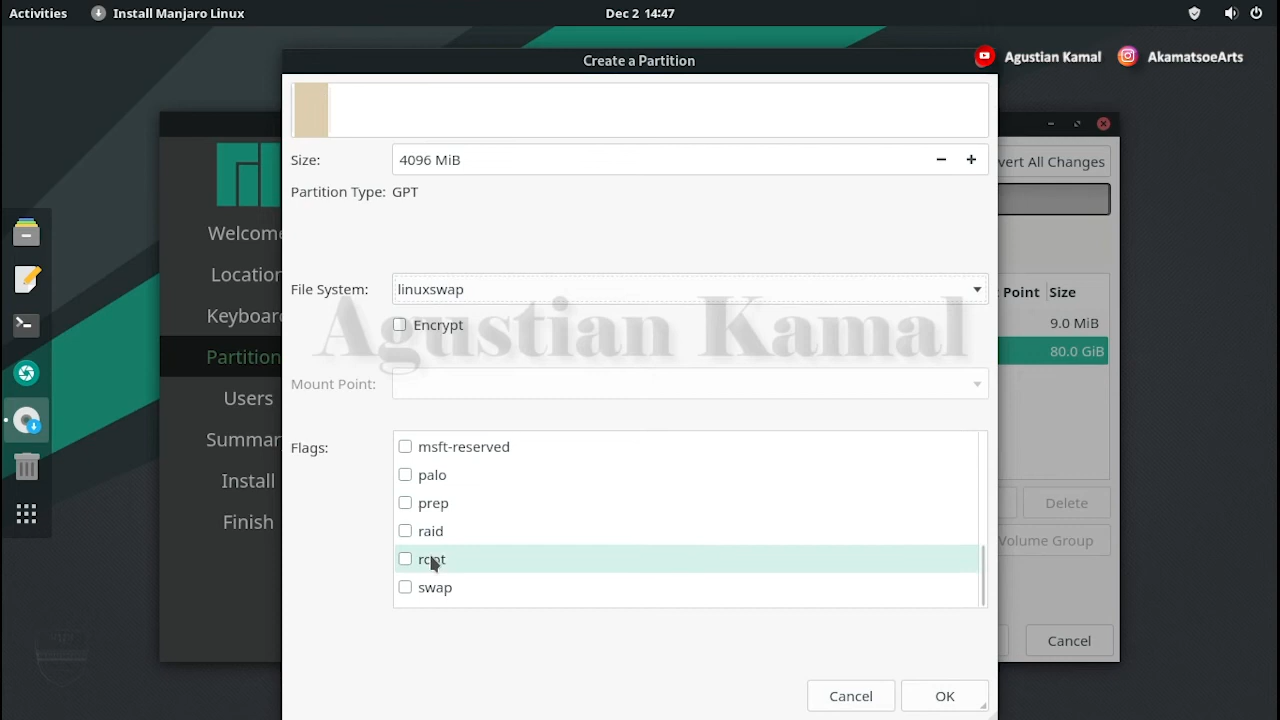 Activities
Install Manjaro Linux
Dec 2 14:47
Create a Partition
Agustian Kamal
AkamatsoeArts
Size:
4096 MiB
vert All Changes
Partition Type: GPT
Welcome
Location
Keyboard
Partition
Users
Summar
Install
Finish
File System:
linuxswap
Point
Size
Encrypt
9.0 MiB
Agustian Kamal
80.0 GiB
Mount Point:
Flags:
msft-reserved
palo
prep
Delete
raid
Volume Group
swap
Cancel
Cancel
OK